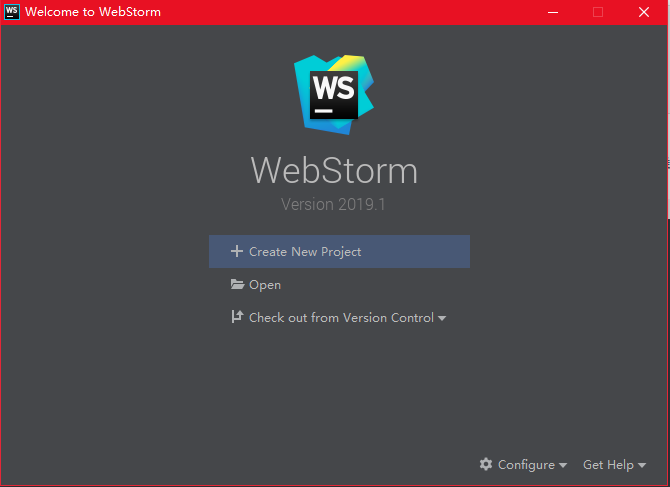 WS Welcome to WebStorm
WS
WebStorm
Version 2019.1
Create New Project
Open
Check out from Version Control
Configure Get Help